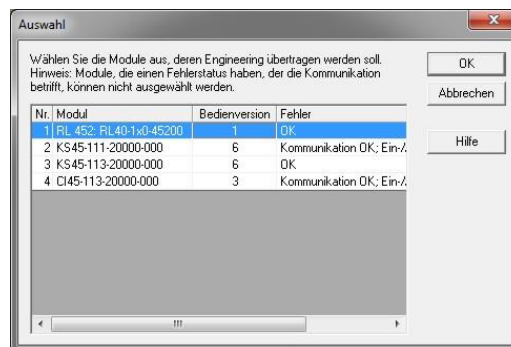 Auswahl
Wählen Sie die Module aus, deren Engineering übertragen werden soll.
Hinweis: Module, die einen Fehlerstatus haben, der die Kommunikation
betrifft, können nicht ausgewählt werden.
OK
Abbrechen
Hilfe
Nr. Modul Bedienversion Fehler
1 RL 452: RL40-1x0-45200 1 OK
2 KS45-111-20000-000 6 Kommunikation OK; Ein-/
3 KS45-113-20000-000 6 OK
4 CI45-113-20000-000 3 Kommunikation OK; Ein-/